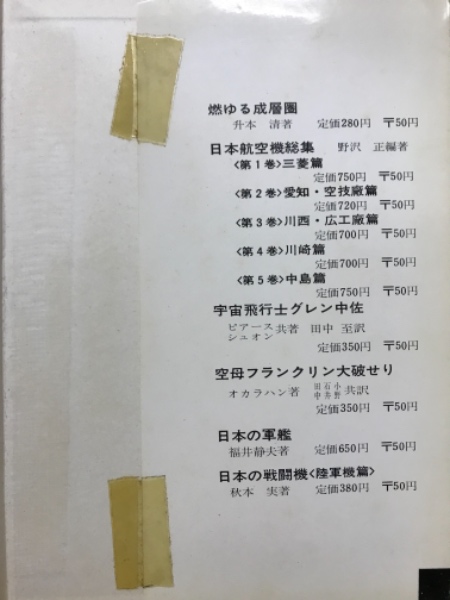 燃ゆる成層圏
升本 清著 定価280円 〒50円
日本航空機総集 野沢 正編著
〈第1巻〉三菱篇
定価750円 〒50円
〈第2巻〉愛知・空技廠篇
定価720円 〒50円
〈第3巻〉川西・広工廠篇
定価700円 〒50円
〈第4巻〉川崎篇
定価700円 〒50円
〈第5巻〉中島篇
定価750円 〒50円
宇宙飛行士グレン中佐
ピアース
シュオン共著 田中 至訳
定価350円 〒50円
空母フランクリン大破せり
オカラハン著 田中 石井 小野 共訳
定価350円 〒50円
日本の軍艦
福井静夫著 定価650円 〒50円
日本の戦闘機〈陸軍機篇〉
秋本 実著 定価380円 〒50円